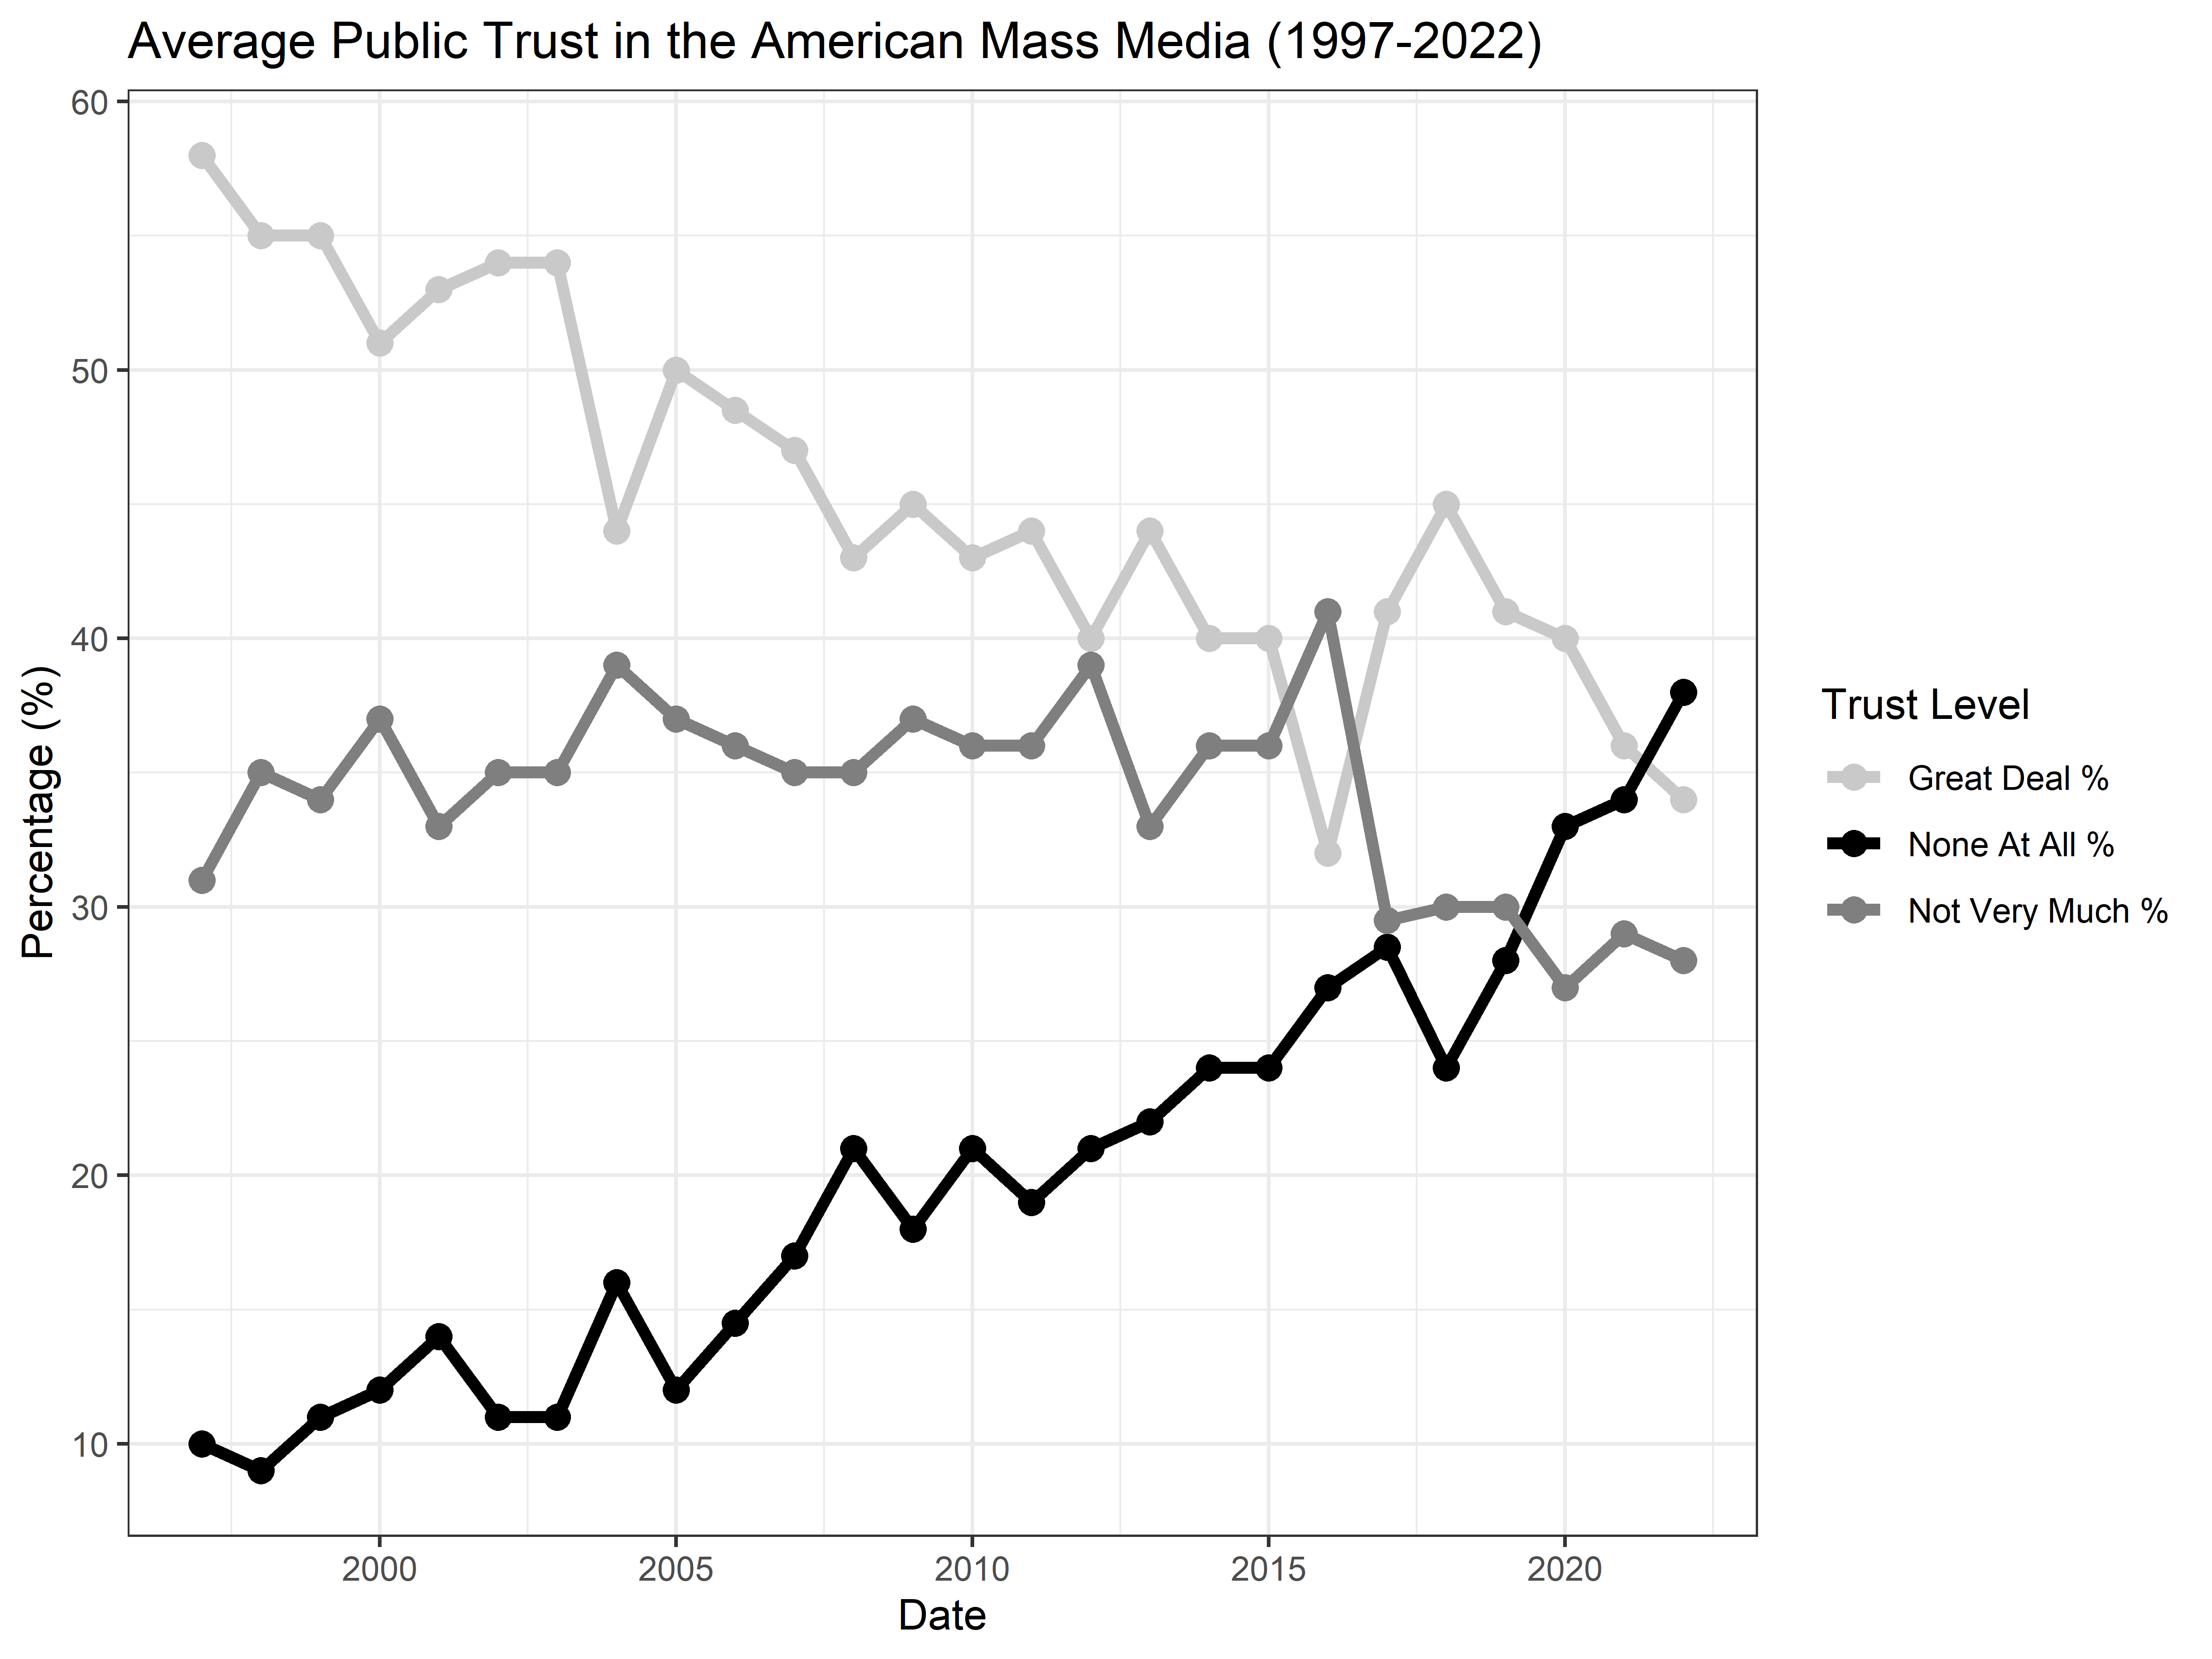 Average Public Trust in the American Mass Media (1997-2022)
60
50
40
30
20
10
Percentage (%)
2000 2005 2010 2015 2020
Date
Trust Level
Great Deal %
None At All %
Not Very Much %